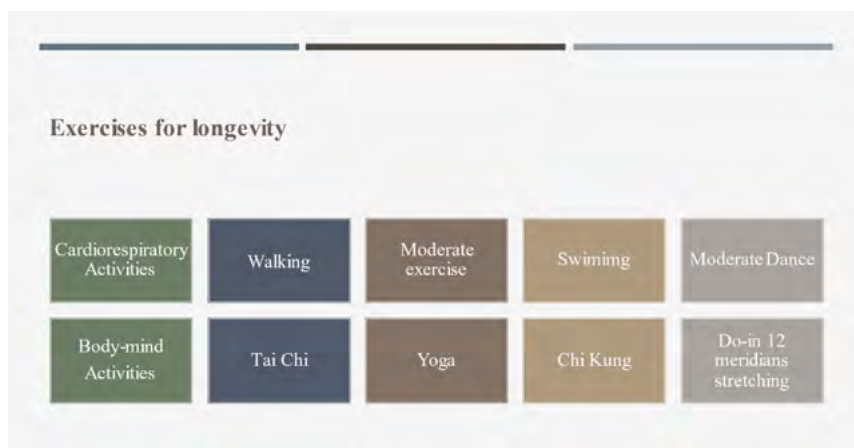 Exercises for longevity
Cardiorespiratory
Activities
Walking
Moderate
exercise
Swimimg
Moderate Dance
Body-mind
Activities
Tai Chi
Yoga
Chi Kung
Do-in 12
meridians
stretching